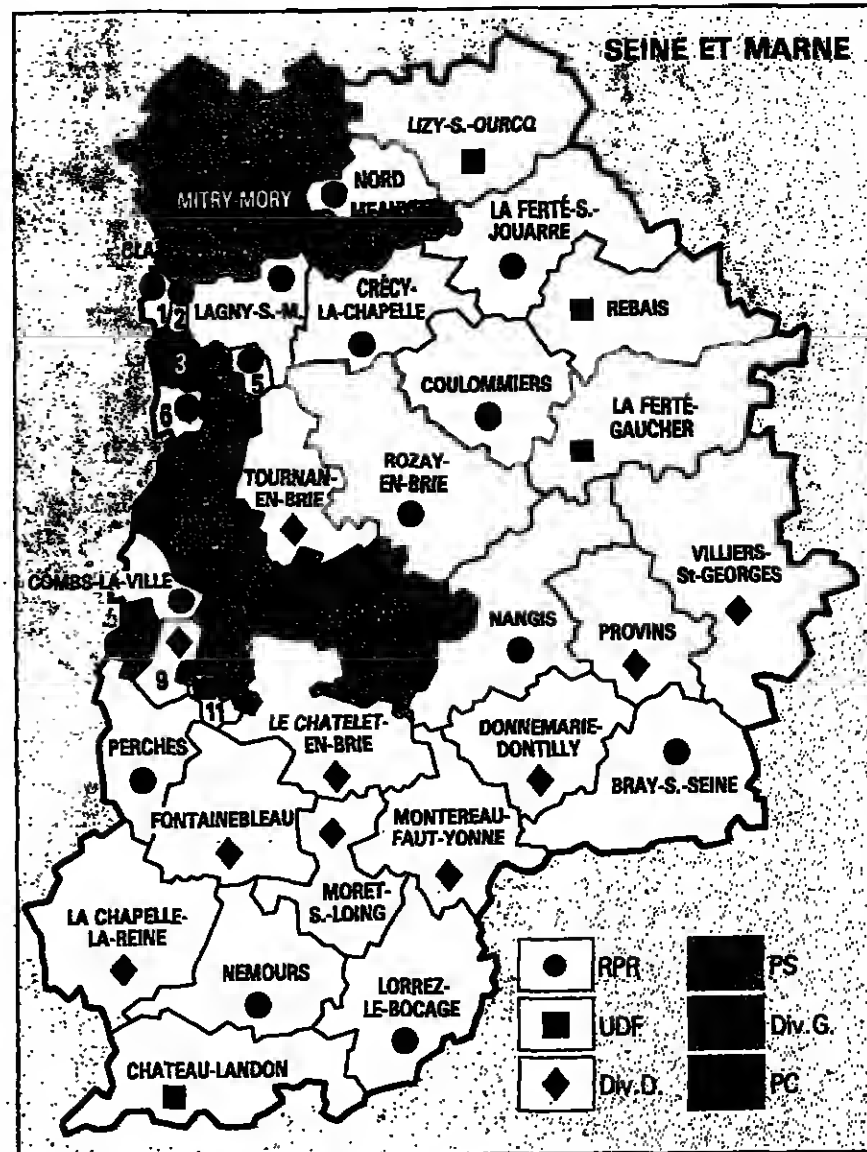 SEINE ET MARNE
LIZY-S.-OURCQ
NORD
MITRY-MORY
LA FERTÉ-S.-
JOUARRE
1
2
LAGNY-S.-M.
CRÉCY-
LA-CHAPELLE
REBAIS
3
5
COULOMMIERS
6
LA FERTÉ-
GAUCHER
TOURNAN-
EN-BRIE
ROZAY-
EN-BRIE
VILLIERS-
St-GEORGES
COMBS-LA-VILLE
NANGIS
PROVINS
9
11
LE CHATELET-
EN-BRIE
DONNEMARIE-
DONTILLY
PERCHES
BRAY-S.-SEINE
FONTAINEBLEAU
MONTEREAU-
FAUT-YONNE
MORET-
S.-LOING
LA CHAPELLE-
LA-REINE
NEMOURS
LORREZ-
LE-BOCAGE
CHATEAU-LANDON
RPR
PS
UDF
Div.G.
Div.D.
PC